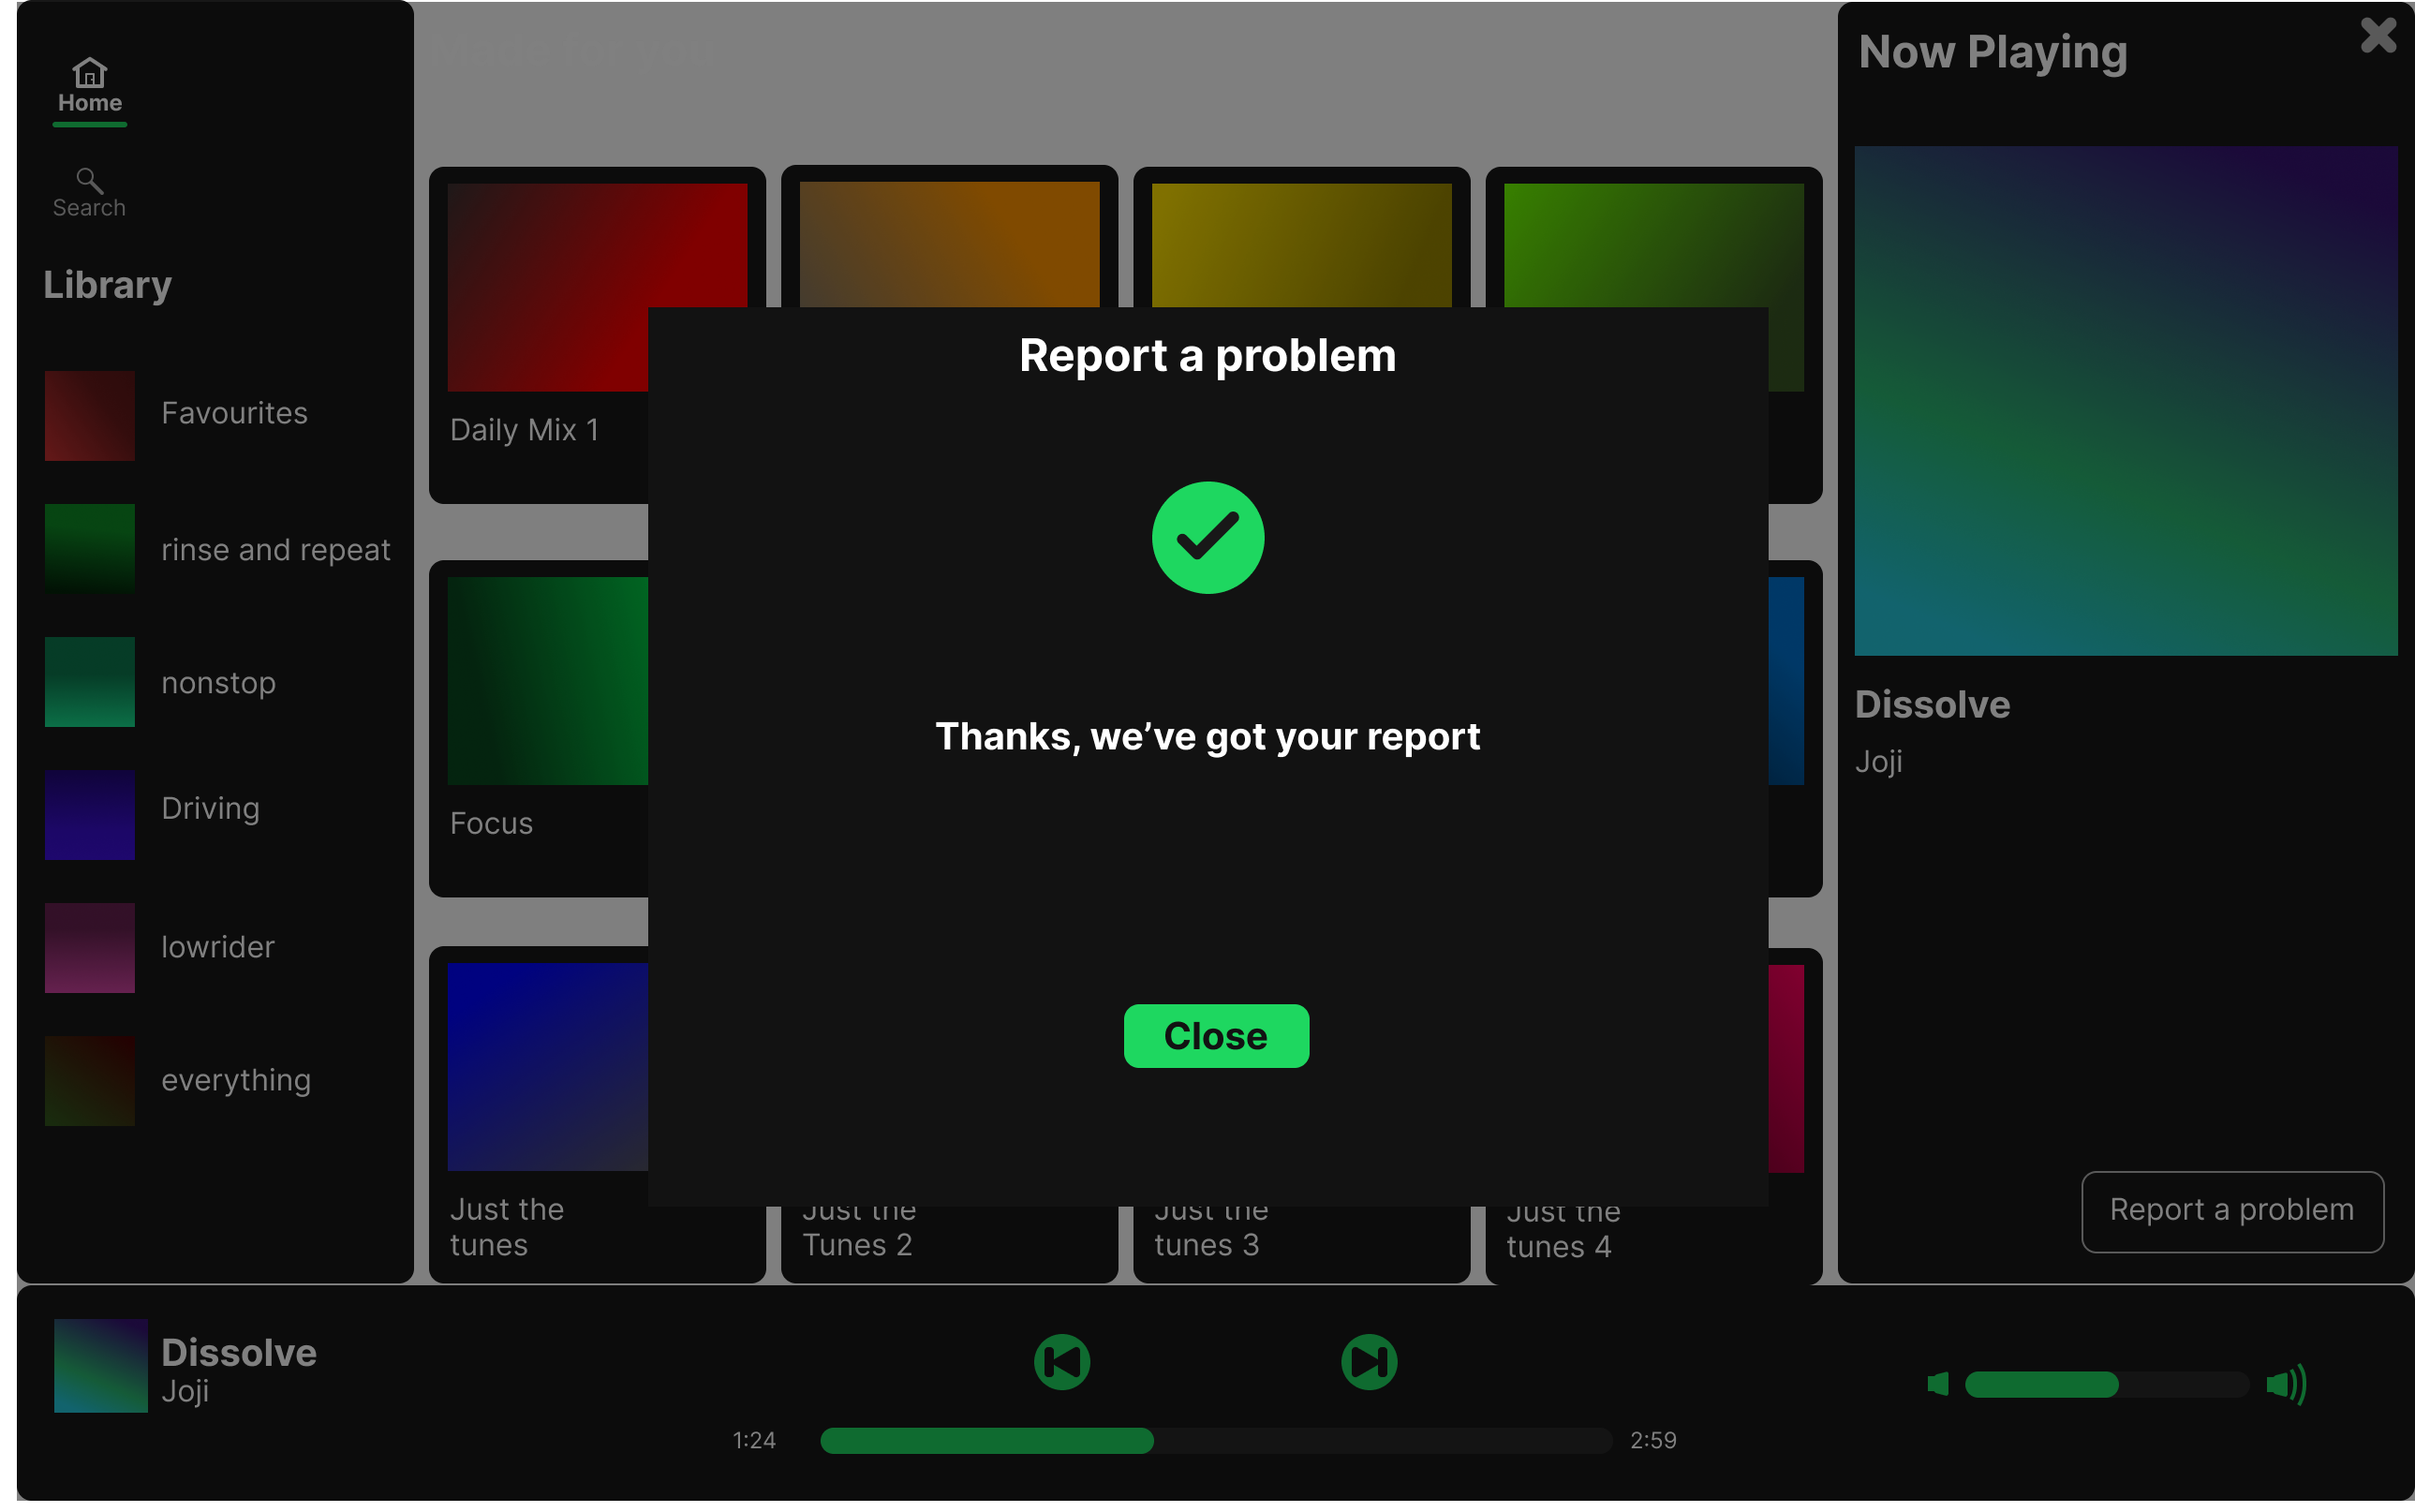 Home
Search
Library
Favourites
rinse and repeat
nonstop
Driving
lowrider
everything
Daily Mix 1
Focus
Just the
tunes
Just the
Tunes 2
Just the
tunes 3
Just the
tunes 4
Report a problem
Thanks, we’ve got your report
Close
Now Playing
Dissolve
Joji
Report a problem
Dissolve
Joji
1:24
2:59